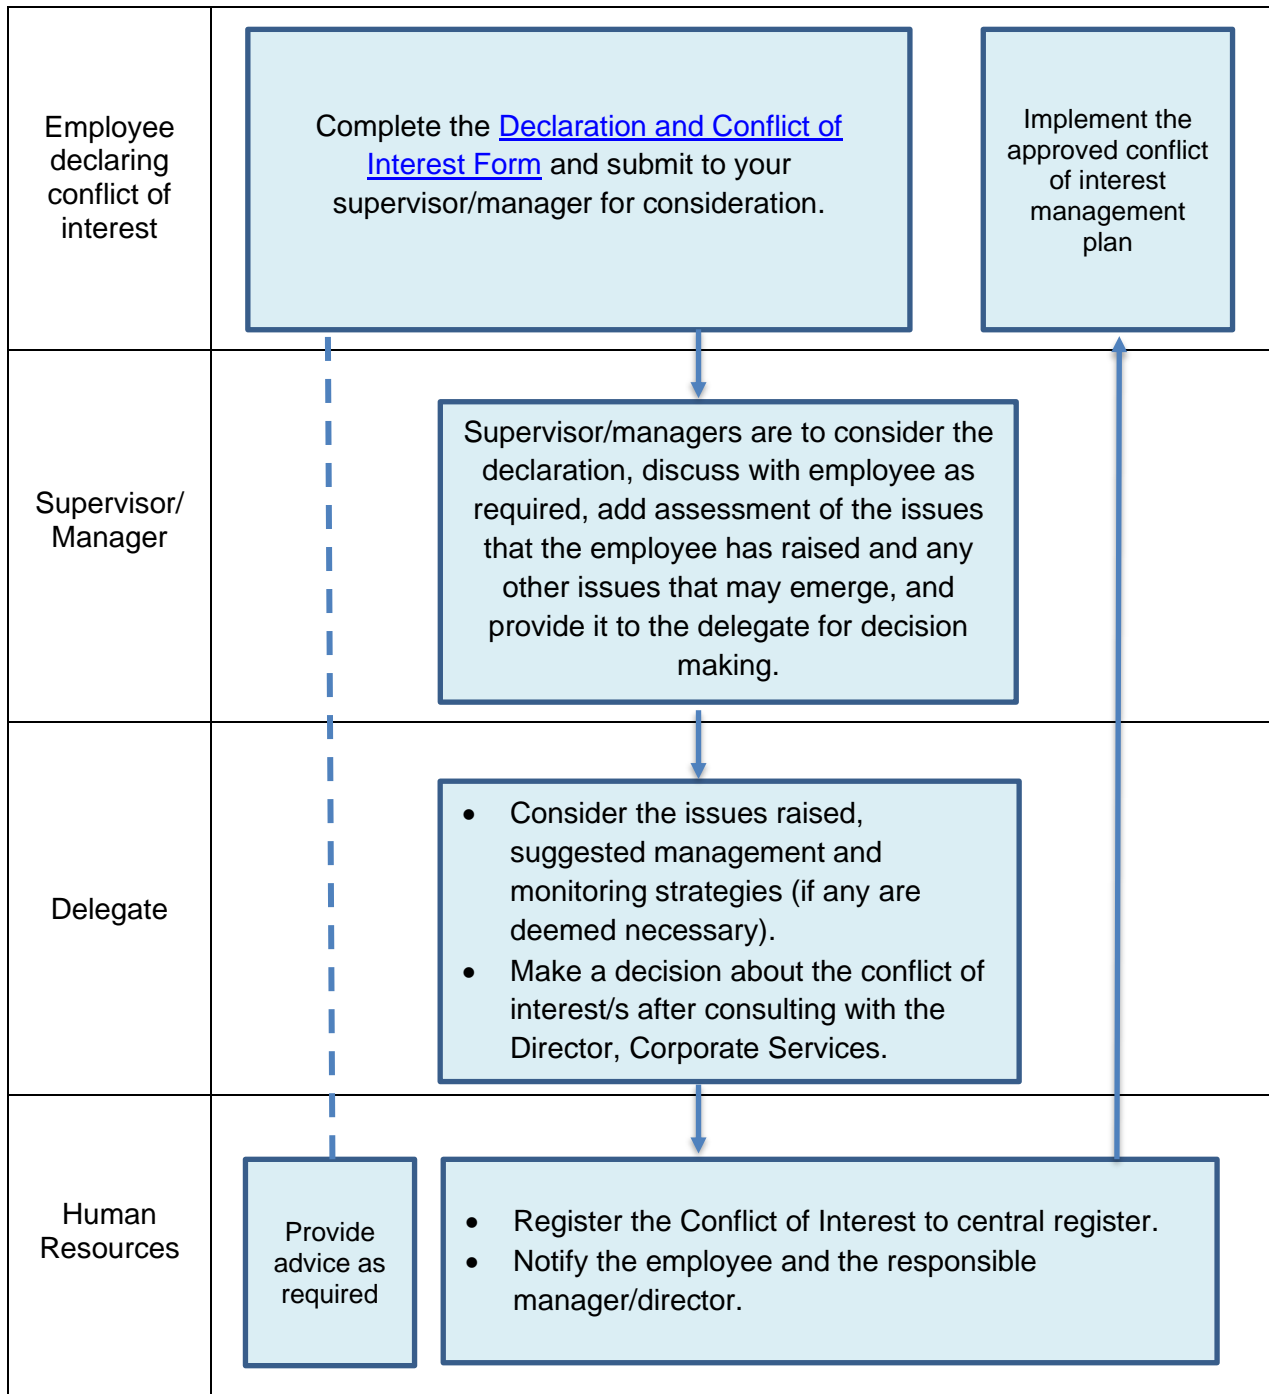 Employee
declaring
conflict of
interest
Complete the Declaration and Conflict of
Interest Form and submit to your
supervisor/manager for consideration.
Implement the
approved conflict
of interest
management
plan
Supervisor/
Manager
Supervisor/managers are to consider the
declaration, discuss with employee as
required, add assessment of the issues
that the employee has raised and any
other issues that may emerge, and
provide it to the delegate for decision
making.
Delegate
• Consider the issues raised,
suggested management and
monitoring strategies (if any are
deemed necessary).
• Make a decision about the conflict of
interest/s after consulting with the
Director, Corporate Services.
Human
Resources
Provide
advice as
required
• Register the Conflict of Interest to central register.
• Notify the employee and the responsible
manager/director.